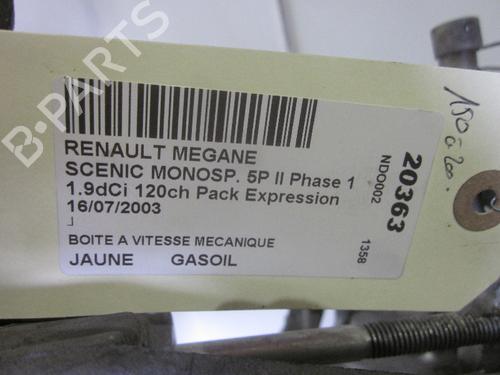 RENAULT MEGANE
SCENIC MONOSP. 5P II Phase 1
1.9dCi 120ch Pack Expression
16/07/2003
BOITE A VITESSE MECANIQUE
JAUNE GASOIL
NDO002
20363
1358
B-PARTS